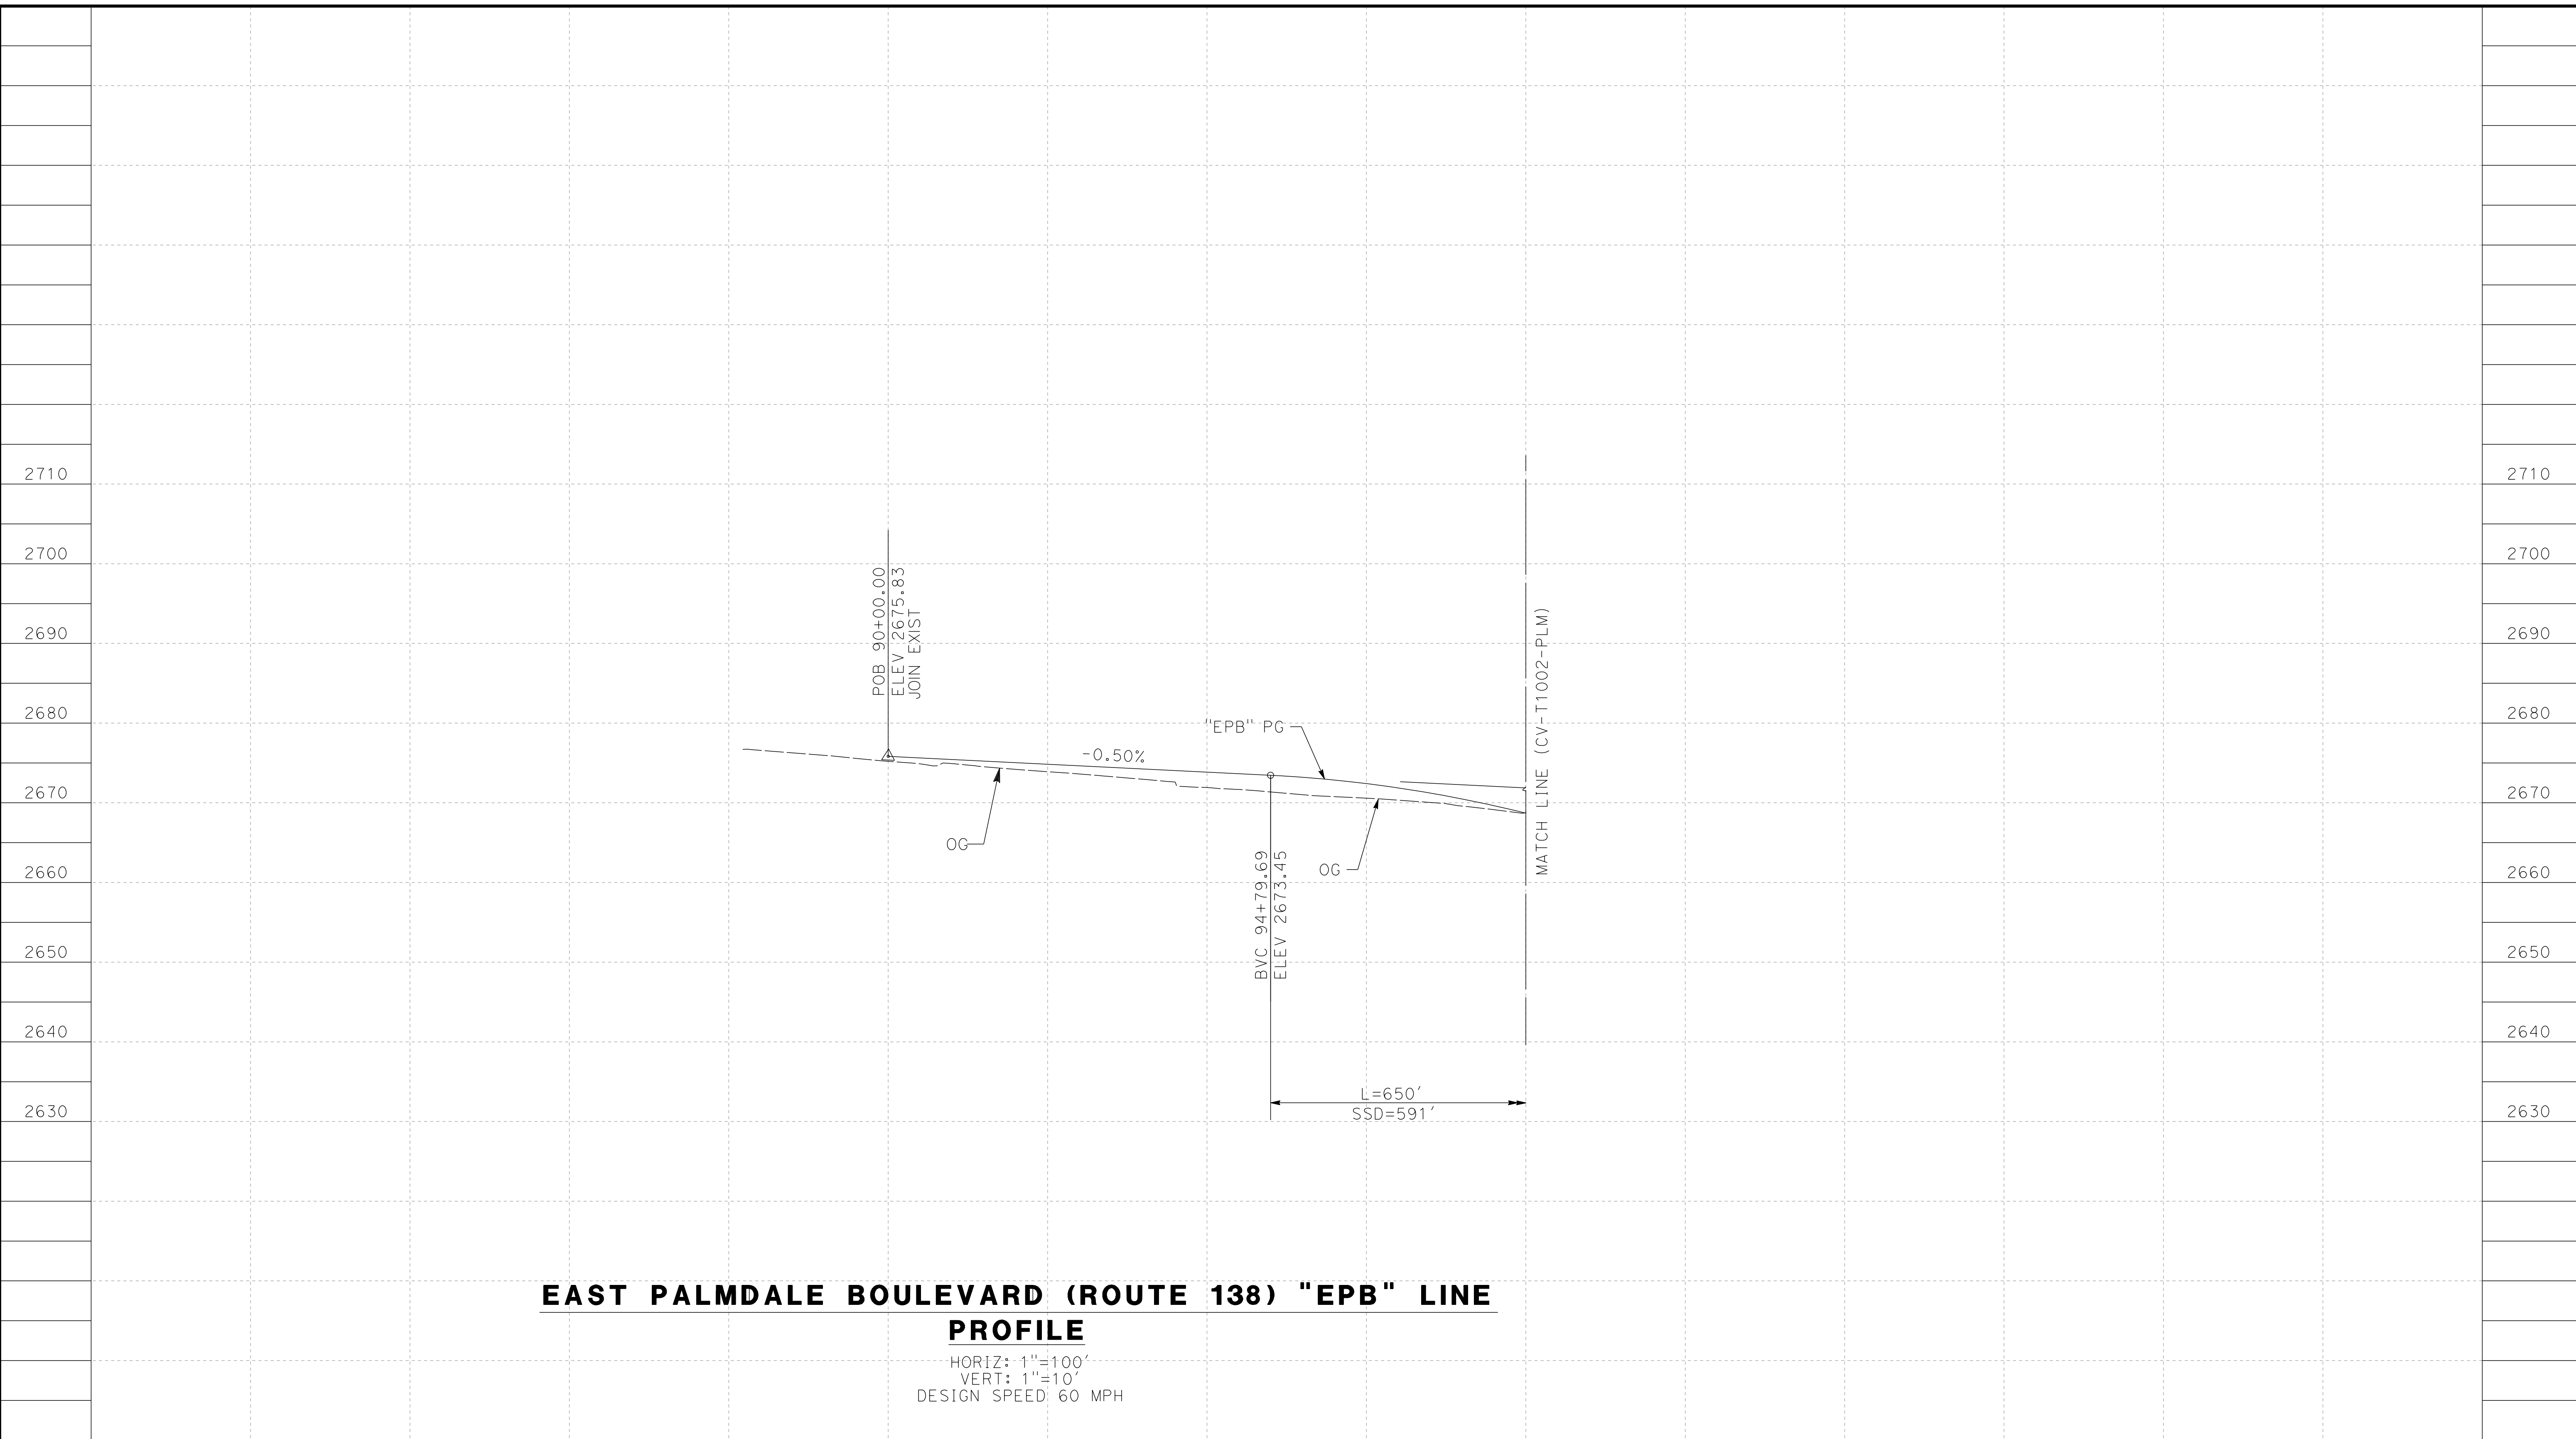 2710 2710
2700 2700
2690 2690
2680 2680
2670 2670
2660 2660
2650 2650
2640 2640
2630 2630
POB 90+00.00
ELEV 2675.83
JOIN EXIST
-0.50%
"EPB" PG
OG
OG
BVC 94+79.69
ELEV 2673.45
MATCH LINE (CV-T1002-PLM)
L=650'
SSD=591'
EAST PALMDALE BOULEVARD (ROUTE 138) "EPB" LINE
PROFILE
HORIZ: 1"=100'
VERT: 1"=10'
DESIGN SPEED 60 MPH